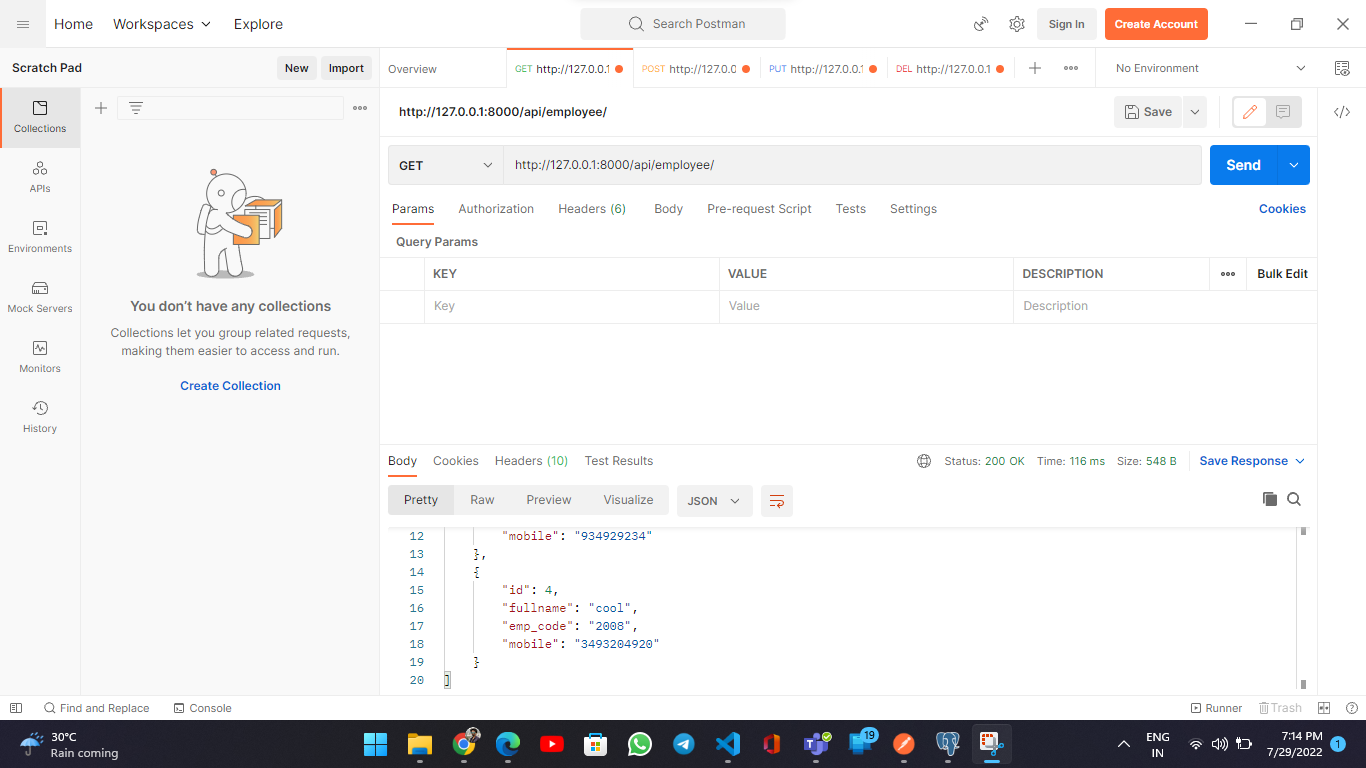 Home Workspaces Explore Search Postman Sign In Create Account
Scratch Pad New Import Overview GET http://127.0.0.1 POST http://127.0.0 PUT http://127.0.0.1 DEL http://127.0.0.1 No Environment
Collections
APIs
Environments
Mock Servers
Monitors
History
You don't have any collections
Collections let you group related requests,
making them easier to access and run.
Create Collection
http://127.0.0.1:8000/api/employee/ Save
GET http://127.0.0.1:8000/api/employee/ Send
Params Authorization Headers (6) Body Pre-request Script Tests Settings Cookies
Query Params
KEY VALUE DESCRIPTION Bulk Edit
Key Value Description
Body Cookies Headers (10) Test Results Status: 200 OK Time: 116 ms Size: 548 B Save Response
Pretty Raw Preview Visualize JSON
12 "mobile": "934929234"
13 },
14 {
15 "id": 4,
16 "fullname": "cool",
17 "emp_code": "2008",
18 "mobile": "3493204920"
19 }
20 ]
Find and Replace Console Runner Trash
30°C
Rain coming
19
ENG
IN
7:14 PM
7/29/2022
1